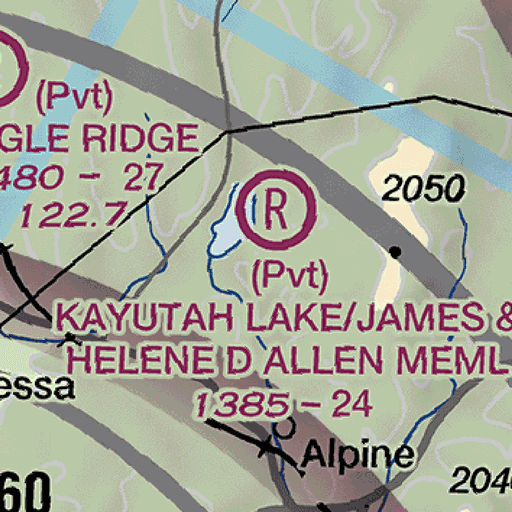 (Pvt)
GLE RIDGE
480 - 27
122.7
2050
R
(Pvt)
KAYUTAH LAKE/JAMES &
HELENE D ALLEN MEML
essa
1385 - 24
Alpine
204
60